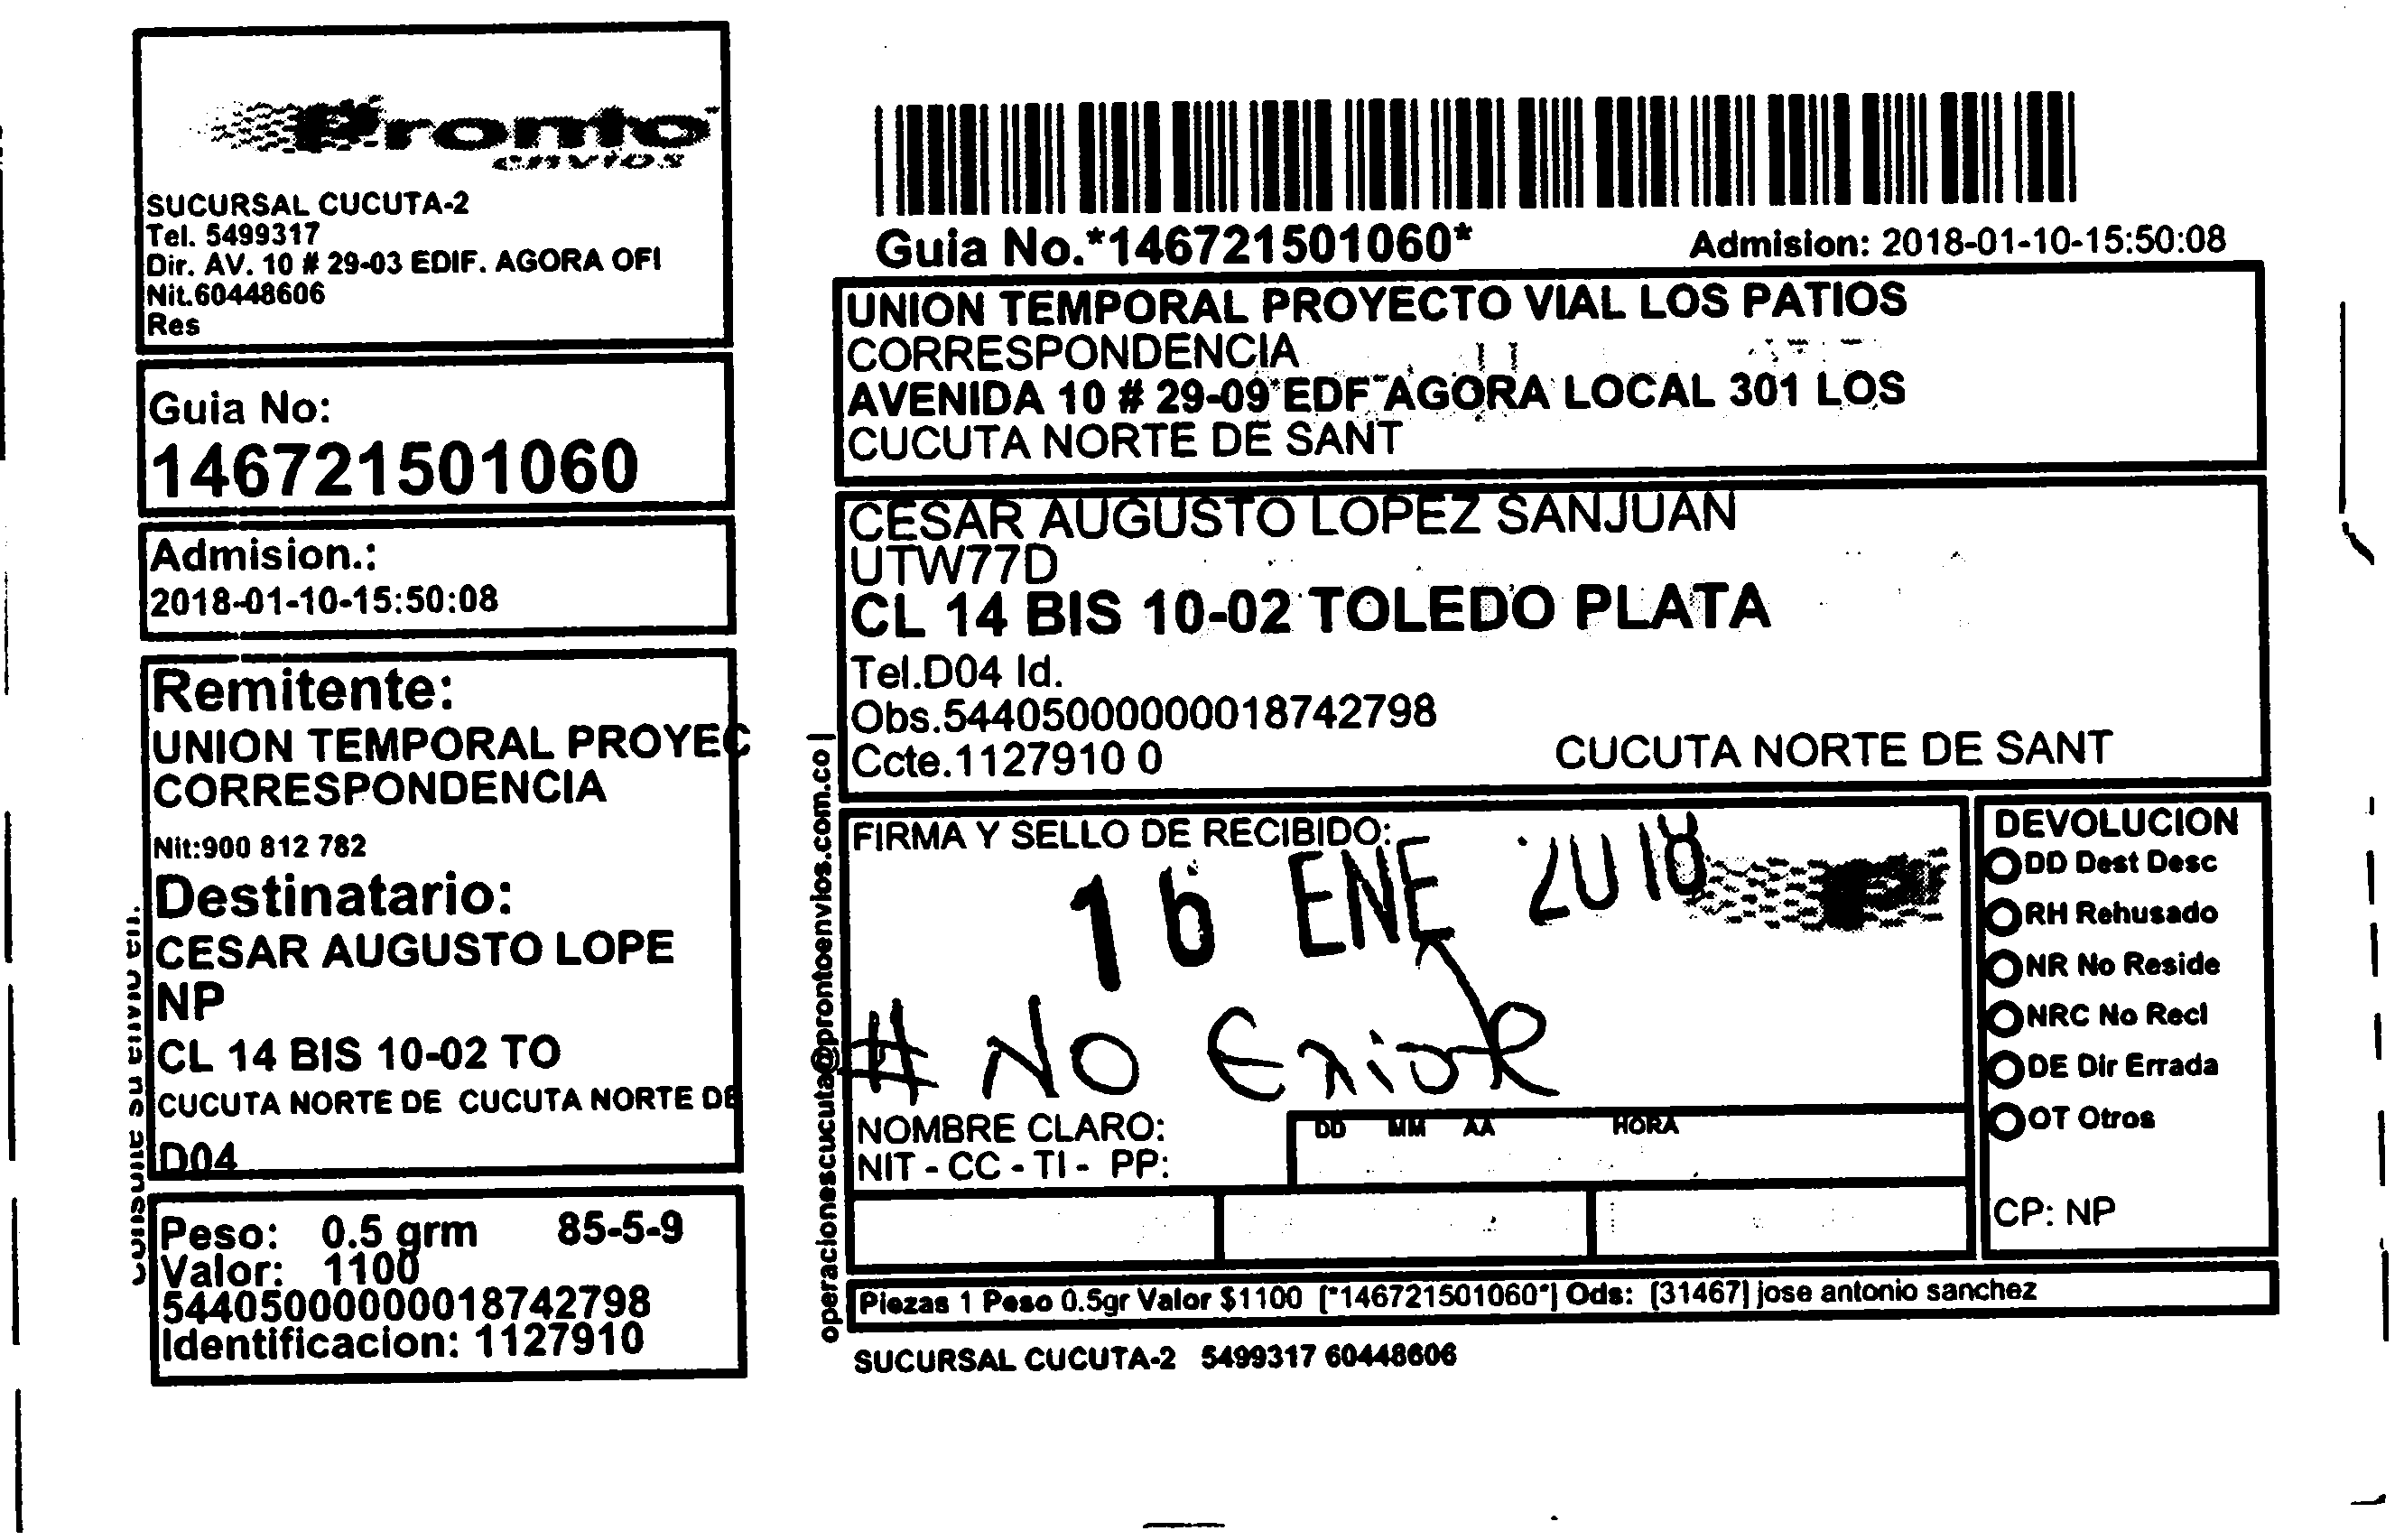 Pronto
envios
SUCURSAL CUCUTA-2
Tel. 5499317
Dir. AV. 10 # 29-03 EDIF. AGORA OFI
Nit.60448606
Res
Guia No:
146721501060
Admision.:
2018-01-10-15:50:08
Remitente:
UNION TEMPORAL PROYEC
CORRESPONDENCIA
Nit:900 812 782
Destinatario:
CESAR AUGUSTO LOPE
NP
CL 14 BIS 10-02 TO
CUCUTA NORTE DE CUCUTA NORTE DE
D04
Peso: 0.5 grm 85-5-9
Valor: 1100
544050000000018742798
Identificacion: 1127910
Guia No.*146721501060*
Admision: 2018-01-10-15:50:08
UNION TEMPORAL PROYECTO VIAL LOS PATIOS
CORRESPONDENCIA
AVENIDA 10 # 29-09 EDF AGORA LOCAL 301 LOS
CUCUTA NORTE DE SANT
CESAR AUGUSTO LOPEZ SANJUAN
UTW77D
CL 14 BIS 10-02 TOLEDO PLATA
Tel.D04 Id.
Obs.544050000000018742798
Ccte.1127910 0 CUCUTA NORTE DE SANT
operacionescucuta@prontoenvios.com.co |
FIRMA Y SELLO DE RECIBIDO:
16 ENE 2018
# NO Existe
NOMBRE CLARO:
NIT - CC - TI - PP:
DD MM AA HORA
DEVOLUCION
DD Dest Desc
RH Rehusado
NR No Reside
NRC No Recl
DE Dir Errada
OT Otros
CP: NP
Piezas 1 Peso 0.5gr Valor $1100 [*146721501060*] Ods: [31467] jose antonio sanchez
SUCURSAL CUCUTA-2 5499317 60448606